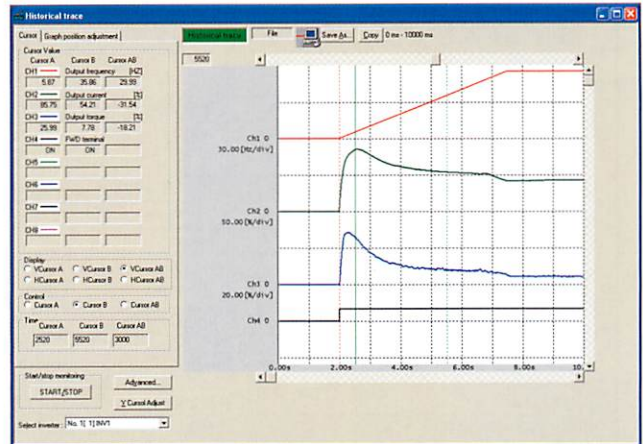 Historical trace
Cursor Graph position adjustment
Historical trace File Save As... Copy 0 ms - 10000 ms
Cursor Value
Cursor A Cursor B Cursor AB
CH1 Output frequency [HZ]
5.87 35.86 29.99
CH2 Output current [%]
85.75 54.21 -31.54
CH3 Output torque [%]
25.99 7.78 -18.21
CH4 FWD terminal
ON ON
CH5
CH6
CH7
CH8
Display
VCursor A VCursor B VCursor AB
HCursor A HCursor B HCursor AB
Control
Cursor A Cursor B Cursor AB
Time
Cursor A Cursor B Cursor AB
2520 5520 3000
Start/stop monitoring
START/STOP
Advanced...
Y Cursol Adjust
Select inverter: No. 1[ 1] INV1
5520
Ch1 0
30.00[Hz/div]
Ch2 0
50.00[%/div]
Ch3 0
20.00[%/div]
Ch4 0
0.00s 2.00s 4.00s 6.00s 8.00s 10.